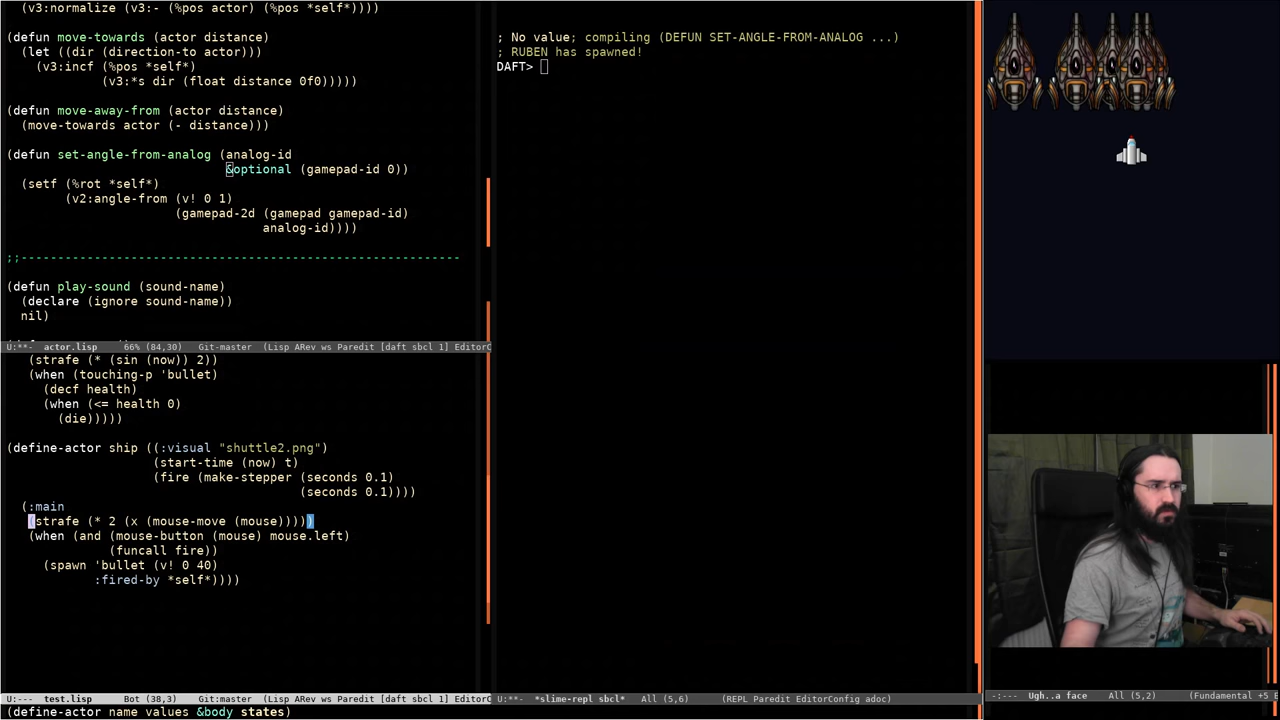 (v3:normalize (v3:- (%pos actor) (%pos *self*))))
(defun move-towards (actor distance)
(let ((dir (direction-to actor)))
(v3:incf (%pos *self*)
(v3:*s dir (float distance 0f0)))))
(defun move-away-from (actor distance)
(move-towards actor (- distance)))
(defun set-angle-from-analog (analog-id
&optional (gamepad-id 0))
(setf (%rot *self*)
(v2:angle-from (v! 0 1)
(gamepad-2d (gamepad gamepad-id)
analog-id))))
;;------------------------------------------------------------
(defun play-sound (sound-name)
(declare (ignore sound-name))
nil)
U:**- actor.lisp 66% (84,30) Git-master (Lisp ARev ws Paredit [daft sbcl 1] EditorC
(strafe (* (sin (now)) 2))
(when (touching-p 'bullet)
(decf health)
(when (<= health 0)
(die)))))
(define-actor ship ((:visual "shuttle2.png")
(start-time (now) t)
(fire (make-stepper (seconds 0.1)
(seconds 0.1))))
(:main
(strafe (* 2 (x (mouse-move (mouse)))))
(when (and (mouse-button (mouse) mouse.left)
(funcall fire))
(spawn 'bullet (v! 0 40)
:fired-by *self*))))
U:--- test.lisp Bot (38,3) Git:master (Lisp ARev ws Paredit [daft sbcl 1] EditorC
(define-actor name values &body states)
; No value; compiling (DEFUN SET-ANGLE-FROM-ANALOG ...)
; RUBEN has spawned!
DAFT>
U:**- *slime-repl sbcl* All (5,6) (REPL Paredit EditorConfig adoc)
-:--- Ugh..a face All (5,2) (Fundamental +5 E